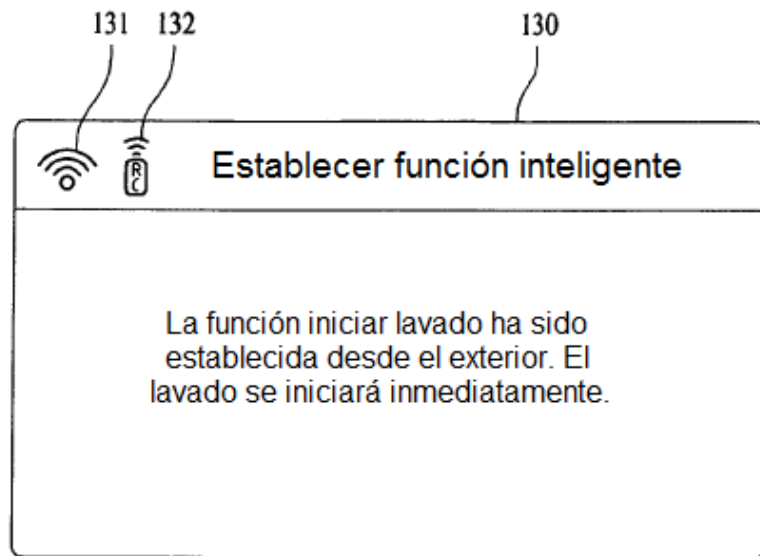 131 132 130
RC Establecer función inteligente
La función iniciar lavado ha sido
establecida desde el exterior. El
lavado se iniciará inmediatamente.